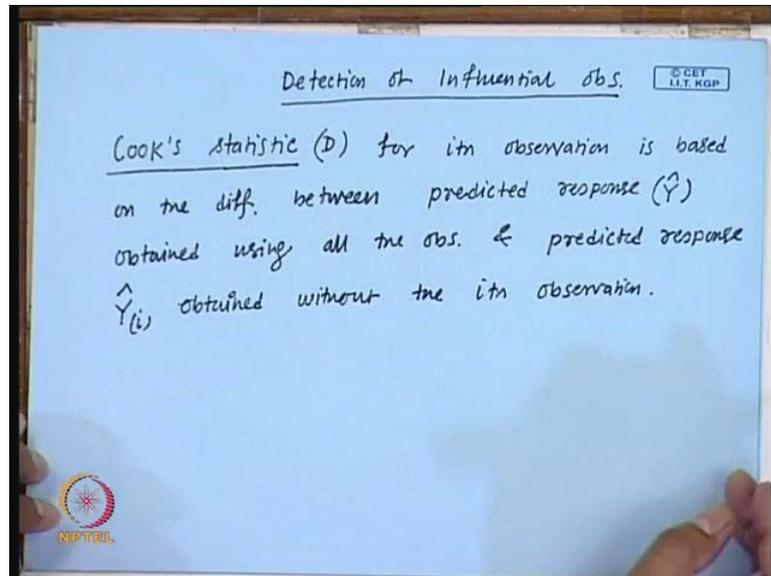 Detection of Influential obs.
© CET
I.I.T. KGP
Cook's statistic (D) for ith observation is based
on the diff. between predicted response (Ŷ)
obtained using all the obs. & predicted response
Ŷ(i) obtained without the ith observation.
NPTEL